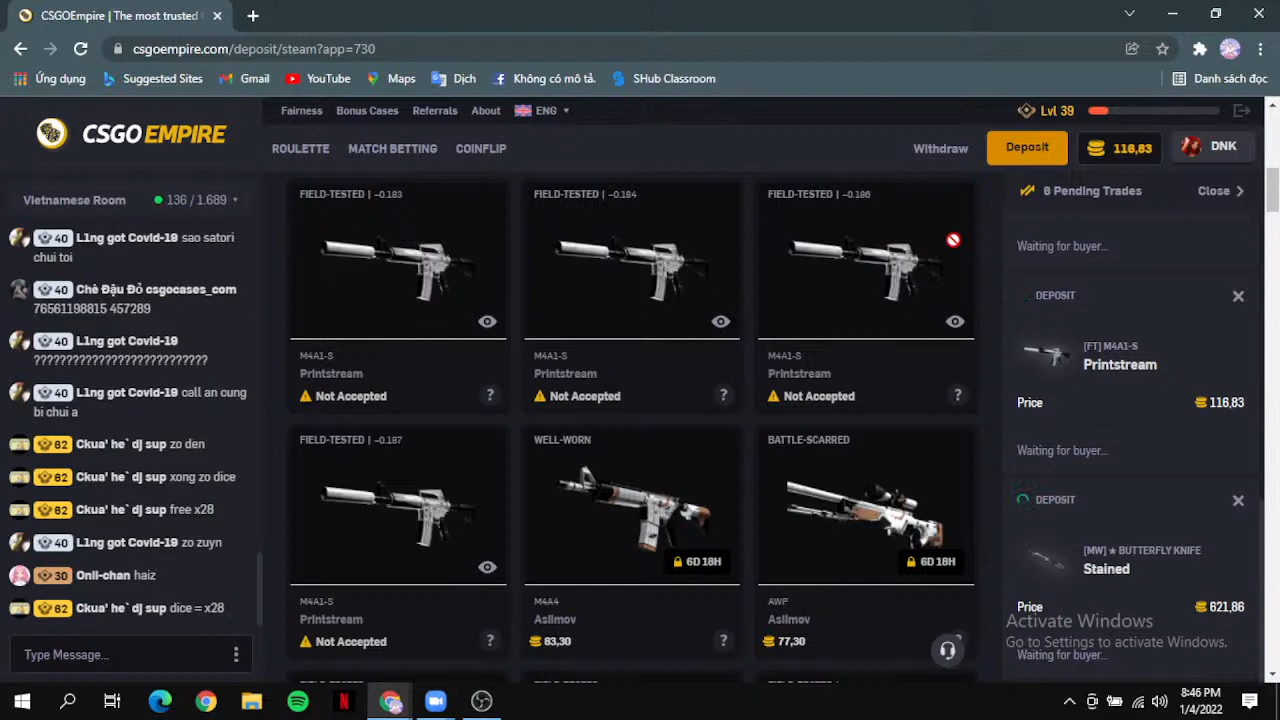 CSGOEmpire | The most trusted
csgoempire.com/deposit/steam?app=730
Ứng dụng Suggested Sites Gmail YouTube Maps Dịch Không có mô tả. SHub Classroom Danh sách đọc
CSGOEMPIRE
Fairness Bonus Cases Referrals About ENG Lvl 39
ROULETTE MATCH BETTING COINFLIP Withdraw Deposit 116,83 DNK
Vietnamese Room 136 / 1.689
40 L1ng got Covid-19 sao satori
chui toi
40 Chè Đậu Đỏ csgocases_com
76561198815 457289
40 L1ng got Covid-19
??????????????????????????
40 L1ng got Covid-19 call an cung
bi chui a
62 Ckua' he` dj sup zo den
62 Ckua' he` dj sup xong zo dice
62 Ckua' he` dj sup free x28
40 L1ng got Covid-19 zo zuyn
30 Onii-chan haiz
62 Ckua' he` dj sup dice = x28
Type Message...
FIELD-TESTED | ~0.183
M4A1-S
Printstream
Not Accepted ?
FIELD-TESTED | ~0.184
M4A1-S
Printstream
Not Accepted ?
FIELD-TESTED | ~0.186
M4A1-S
Printstream
Not Accepted ?
FIELD-TESTED | ~0.187
M4A1-S
Printstream
Not Accepted ?
WELL-WORN
6D 18H
M4A4
Asiimov
83,30 ?
BATTLE-SCARRED
6D 18H
AWP
Asiimov
77,30
6 Pending Trades Close
Waiting for buyer...
DEPOSIT
[FT] M4A1-S
Printstream
Price 116,83
Waiting for buyer...
DEPOSIT
[MW] ★ BUTTERFLY KNIFE
Stained
Price 621,86
Waiting for buyer...
Activate Windows
Go to Settings to activate Windows.
8:46 PM
1/4/2022